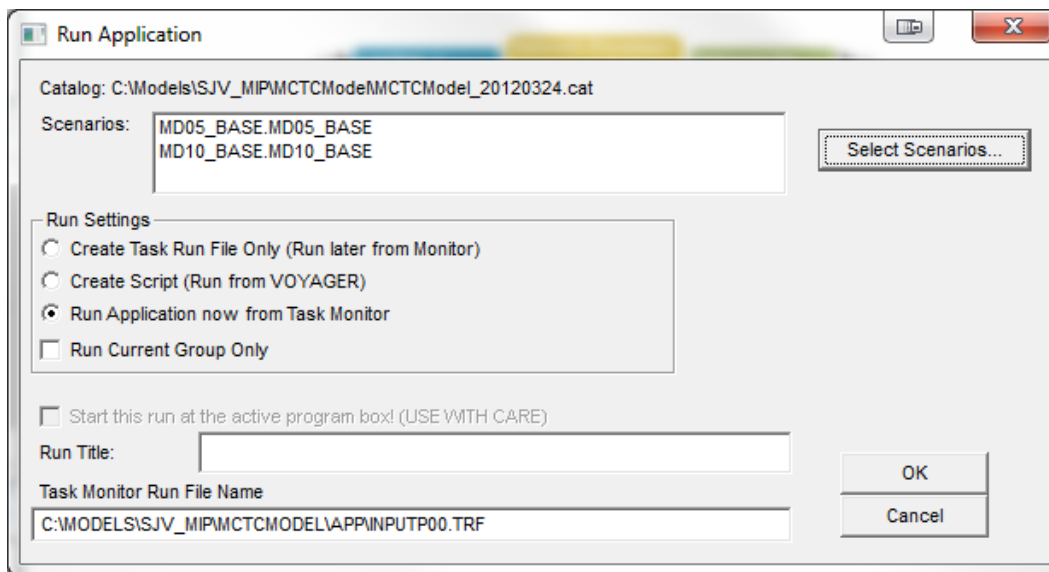 Run Application
Catalog: C:\Models\SJV_MIP\MCTCModel\MCTCModel_20120324.cat
Scenarios:
MD05_BASE.MD05_BASE
MD10_BASE.MD10_BASE
Select Scenarios...
Run Settings
Create Task Run File Only (Run later from Monitor)
Create Script (Run from VOYAGER)
Run Application now from Task Monitor
Run Current Group Only
Start this run at the active program box! (USE WITH CARE)
Run Title:
OK
Task Monitor Run File Name
Cancel
C:\MODELS\SJV_MIP\MCTCMODEL\APP\INPUTP00.TRF